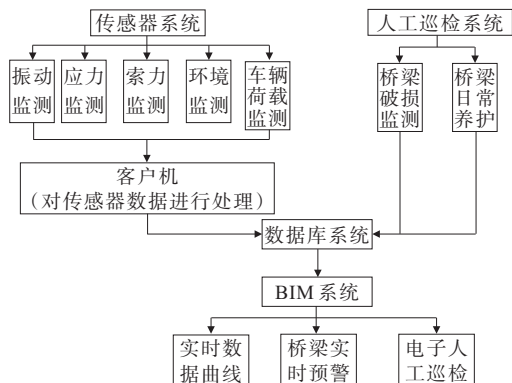 传感器系统
人工巡检系统
振动
监测
应力
监测
索力
监测
环境
监测
车辆
荷载
监测
桥梁
破损
监测
桥梁
日常
养护
客户机
（对传感器数据进行处理）
数据库系统
BIM系统
实时数
据曲线
桥梁实
时预警
电子人
工巡检